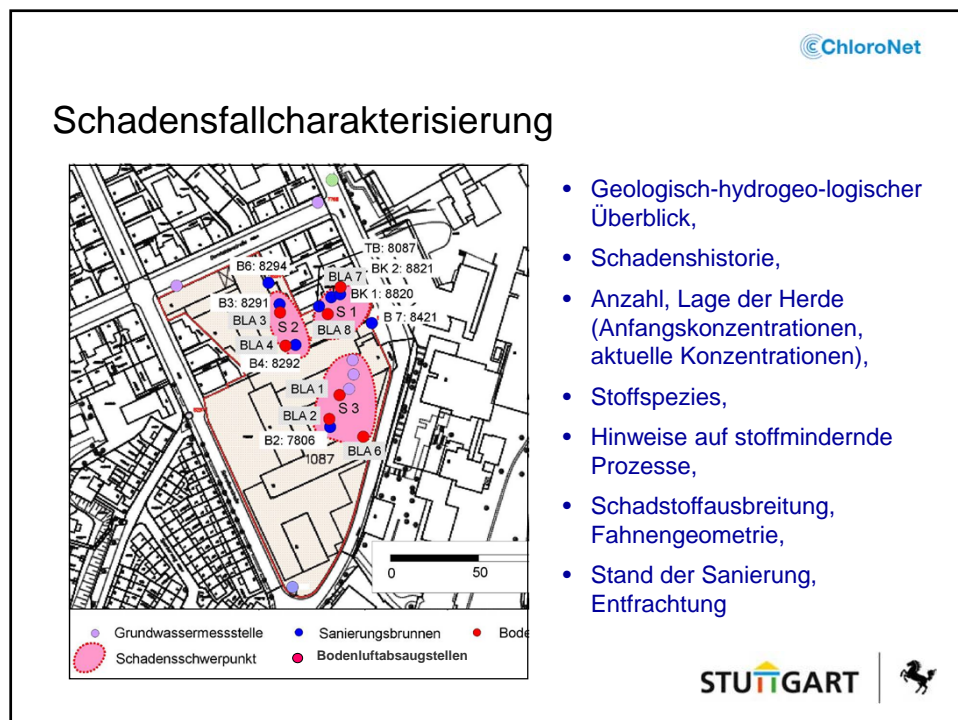 ChloroNet
Schadensfallcharakterisierung
TB: 8087
B6: 8294
BLA 7
BK 2: 8821
B3: 8291
BK 1: 8820
BLA 3
S 2
S 1
B 7: 8421
BLA 4
BLA 8
B4: 8292
BLA 1
S 3
BLA 2
B2: 7806
BLA 6
1087
0
50
Grundwassermessstelle
Sanierungsbrunnen
Bode
Schadensschwerpunkt
Bodenluftabsaugstellen
• Geologisch-hydrogeo-logischer
Überblick,
• Schadenshistorie,
• Anzahl, Lage der Herde
(Anfangskonzentrationen,
aktuelle Konzentrationen),
• Stoffspezies,
• Hinweise auf stoffmindernde
Prozesse,
• Schadstoffausbreitung,
Fahnengeometrie,
• Stand der Sanierung,
Entfrachtung
STUTTGART